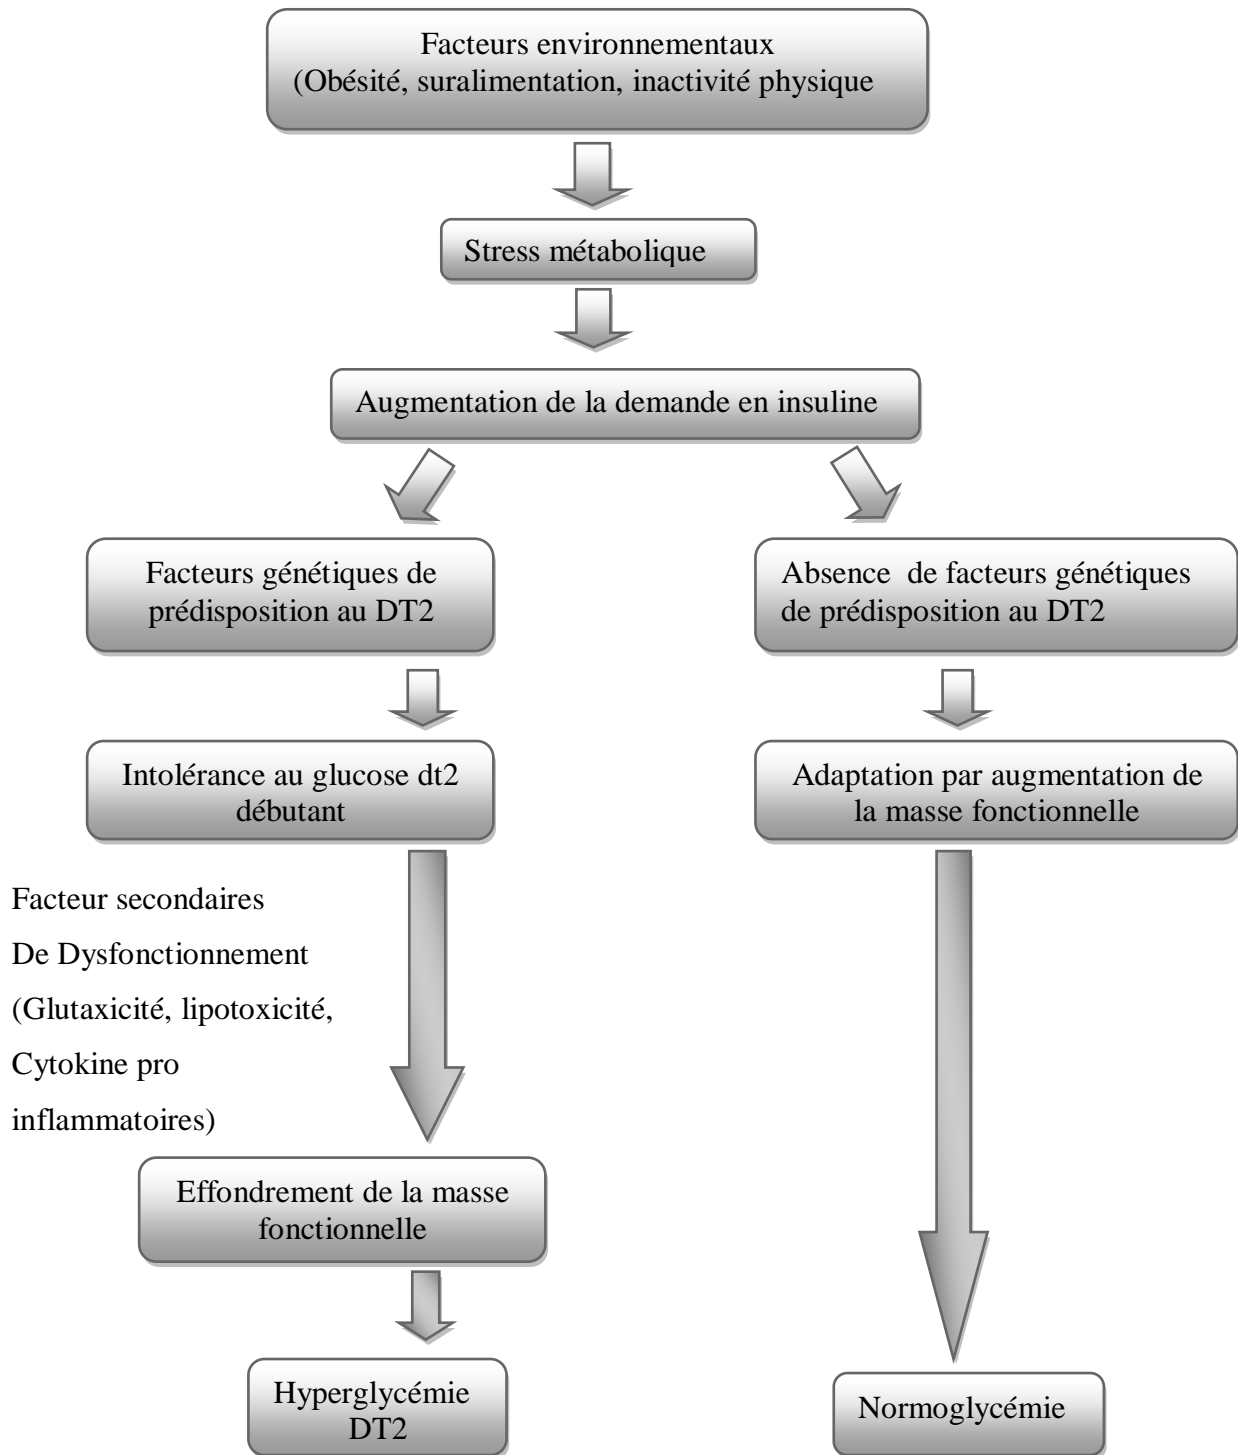 Facteurs environnementaux
(Obésité, suralimentation, inactivité physique
Stress métabolique
Augmentation de la demande en insuline
Facteurs génétiques de
prédisposition au DT2
Absence de facteurs génétiques
de prédisposition au DT2
Intolérance au glucose dt2
débutant
Adaptation par augmentation de
la masse fonctionnelle
Facteur secondaires
De Dysfonctionnement
(Glutaxicité, lipotoxicité,
Cytokine pro
inflammatoires)
Effondrement de la masse
fonctionnelle
Hyperglycémie
DT2
Normoglycémie